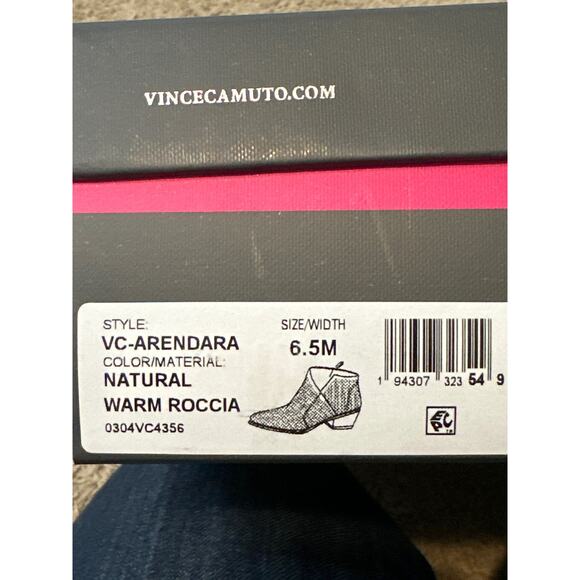 VINCECAMUTO.COM
STYLE:
VC-ARENDARA
COLOR/MATERIAL:
NATURAL
WARM ROCCIA
0304VC4356
SIZE/WIDTH
6.5M
1 94307 323 54 9